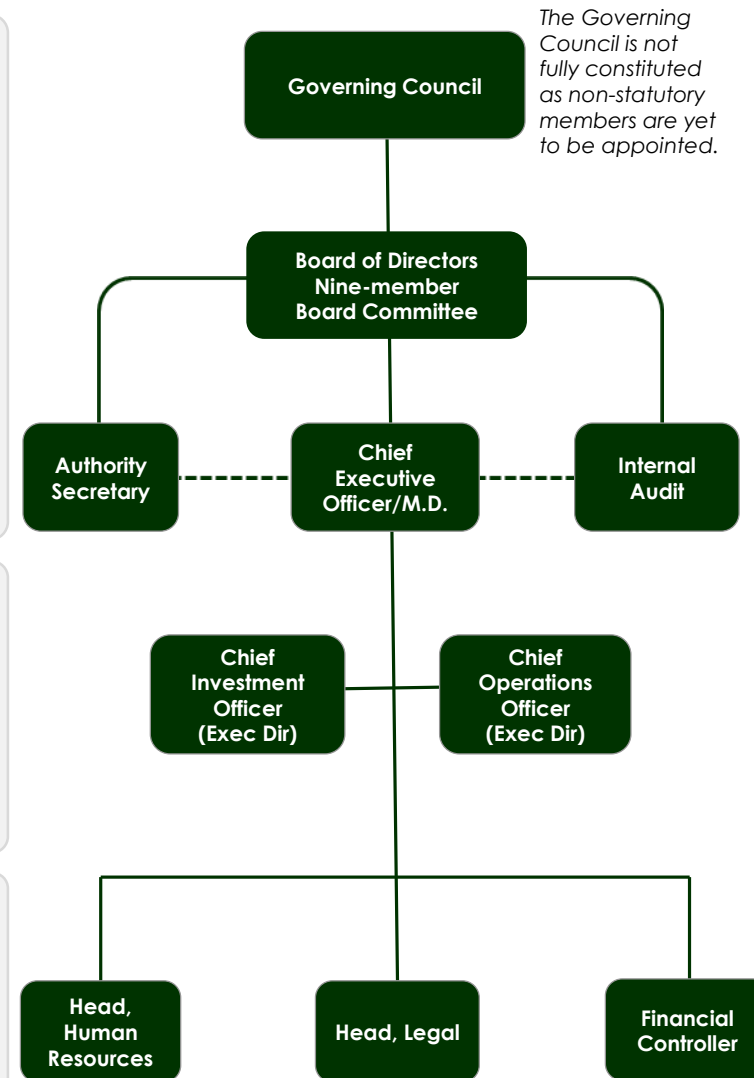 The Governing
Council is not
fully constituted
as non-statutory
members are yet
to be appointed.
Governing Council
Board of Directors
Nine-member
Board Committee
Authority
Secretary
Chief
Executive
Officer/M.D.
Internal
Audit
Chief
Investment
Officer
(Exec Dir)
Chief
Operations
Officer
(Exec Dir)
Head,
Human
Resources
Head, Legal
Financial
Controller